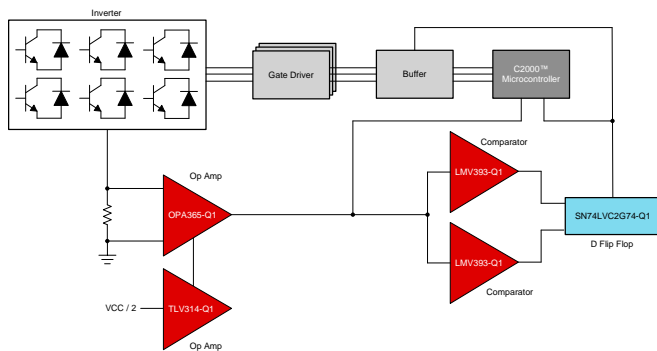 Inverter
Gate Driver
Buffer
C2000™
Microcontroller
Op Amp
OPA365-Q1
Comparator
LMV393-Q1
SN74LVC2G74-Q1
D Flip Flop
LMV393-Q1
Comparator
VCC / 2
TLV314-Q1
Op Amp